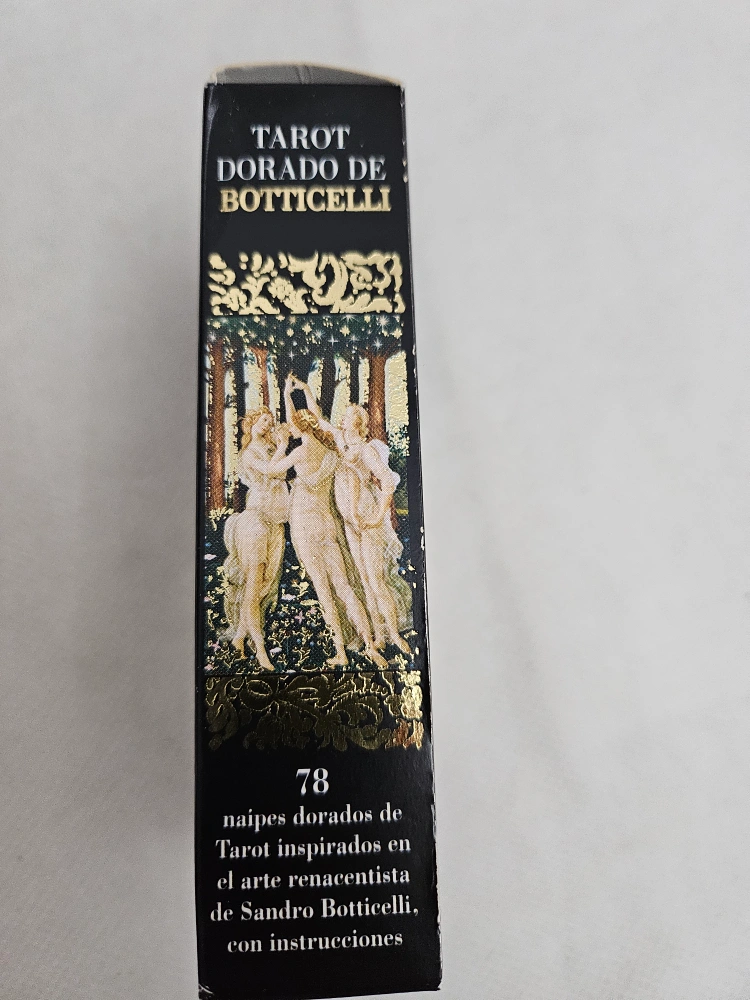 TAROT
DORADO DE
BOTTICELLI
78
naipes dorados de
Tarot inspirados en
el arte renacentista
de Sandro Botticelli,
con instrucciones